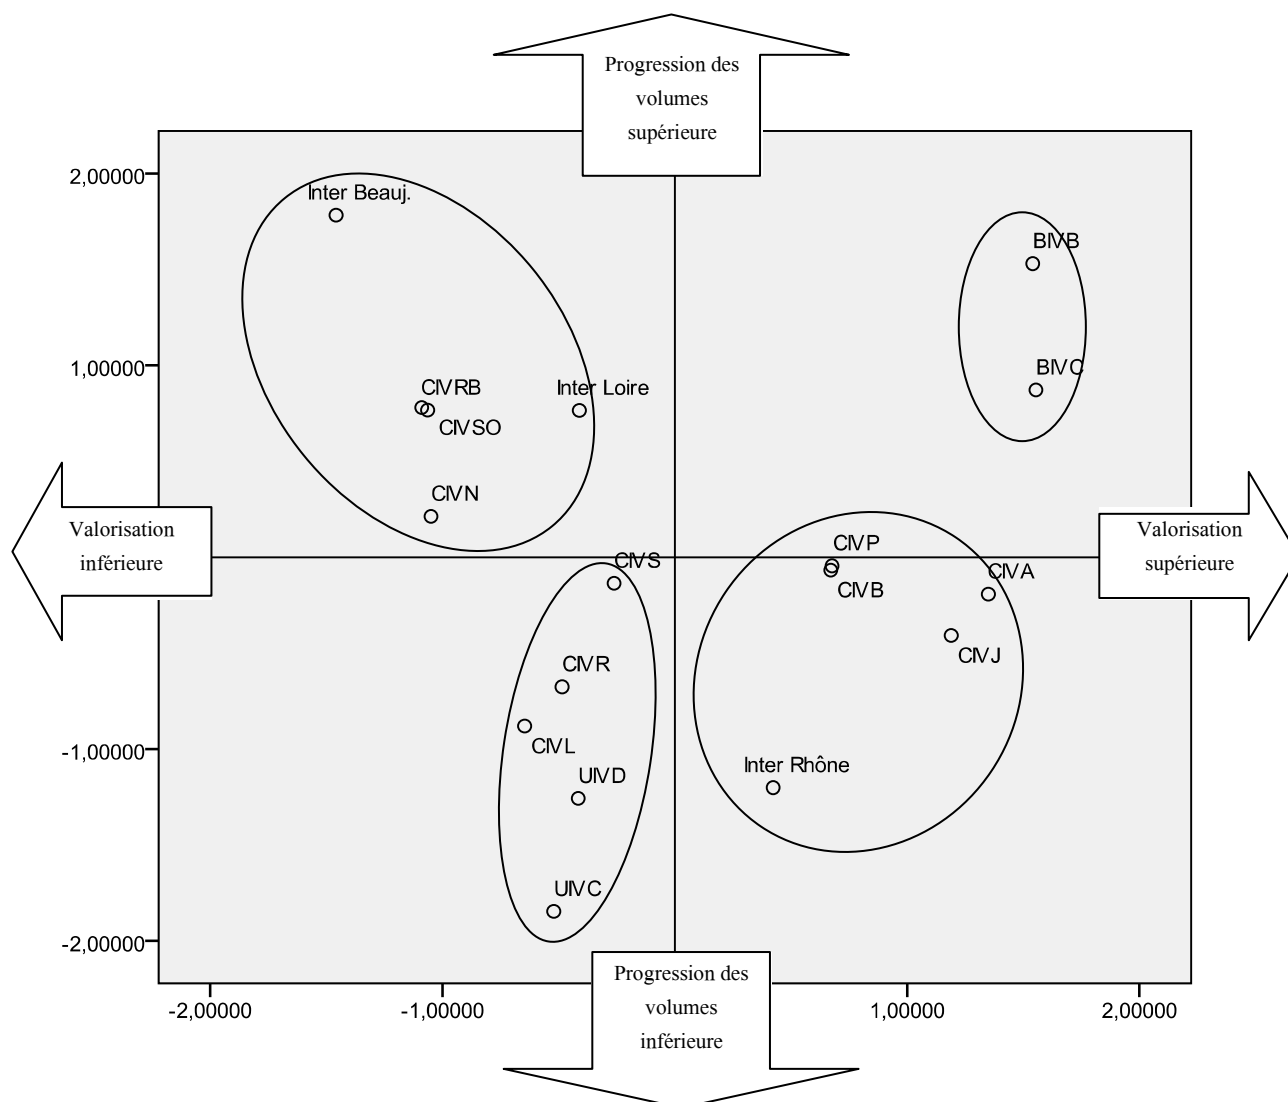 Progression des
volumes
supérieure
2,00000
Inter Beauj.
BIVB
1,00000
BIVC
CIVRB
Inter Loire
CIVSO
CIVN
Valorisation
inférieure
Valorisation
supérieure
CIVS
CIVP
CIVA
CIVB
CIVJ
CIVR
-1,00000
CIVL
Inter Rhône
UIVD
UIVC
-2,00000
Progression des
volumes
inférieure
-2,00000
-1,00000
1,00000
2,00000